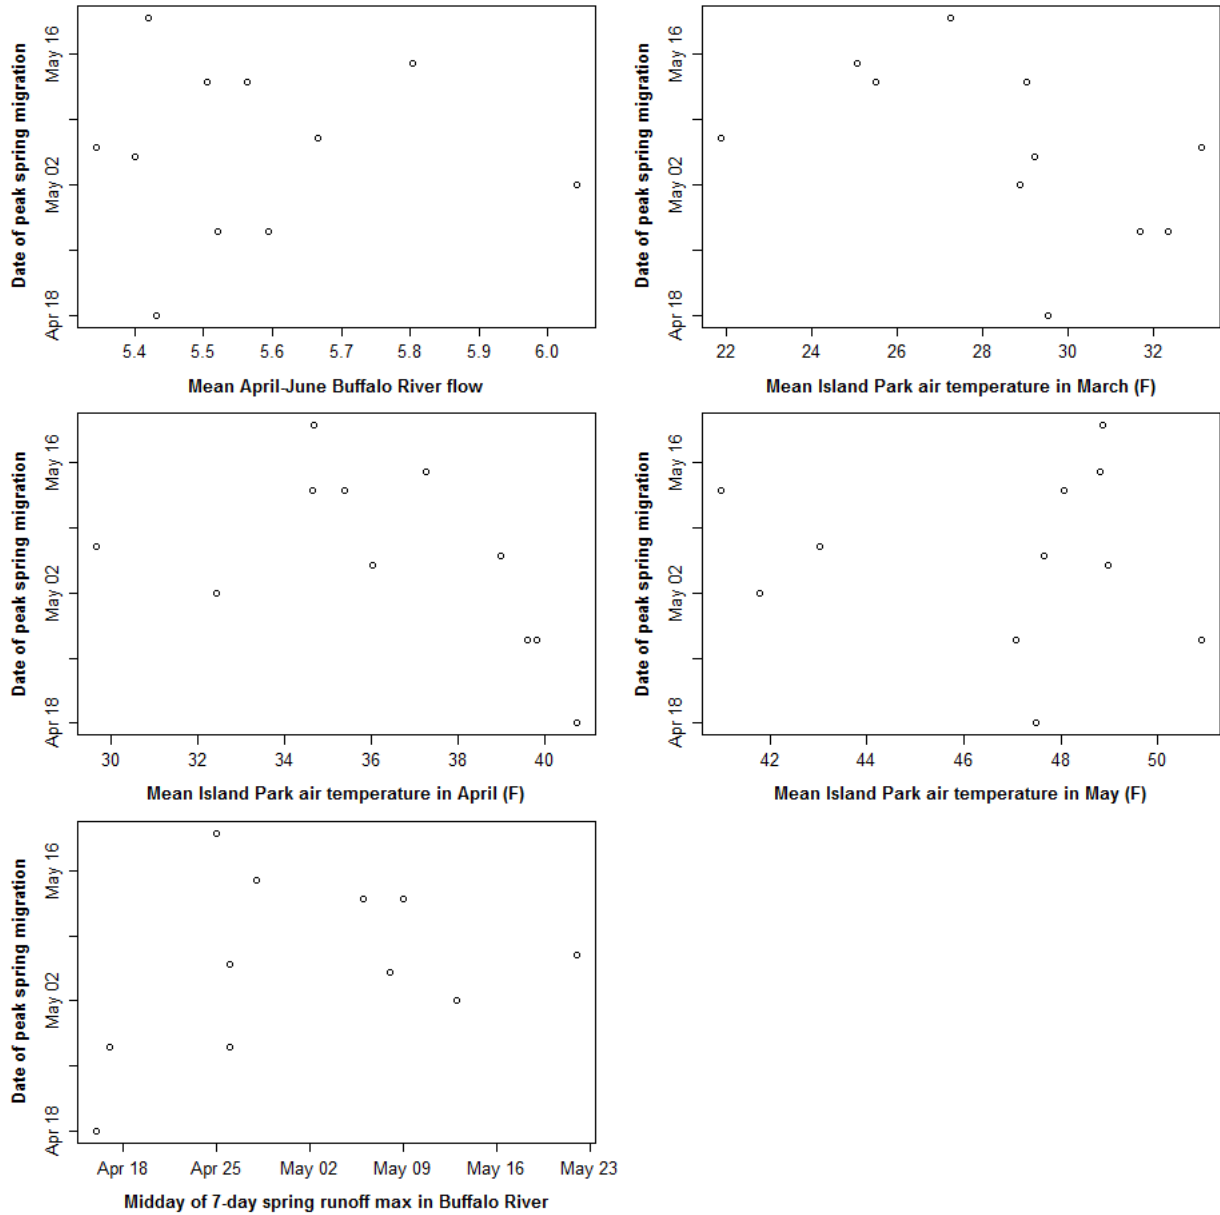 Date of peak spring migration
May 16
May 02
Apr 18
5.4 5.5 5.6 5.7 5.8 5.9 6.0
Mean April-June Buffalo River flow
Date of peak spring migration
May 16
May 02
Apr 18
22 24 26 28 30 32
Mean Island Park air temperature in March (F)
Date of peak spring migration
May 16
May 02
Apr 18
30 32 34 36 38 40
Mean Island Park air temperature in April (F)
Date of peak spring migration
May 16
May 02
Apr 18
42 44 46 48 50
Mean Island Park air temperature in May (F)
Date of peak spring migration
May 16
May 02
Apr 18
Apr 18 Apr 25 May 02 May 09 May 16 May 23
Midday of 7-day spring runoff max in Buffalo River